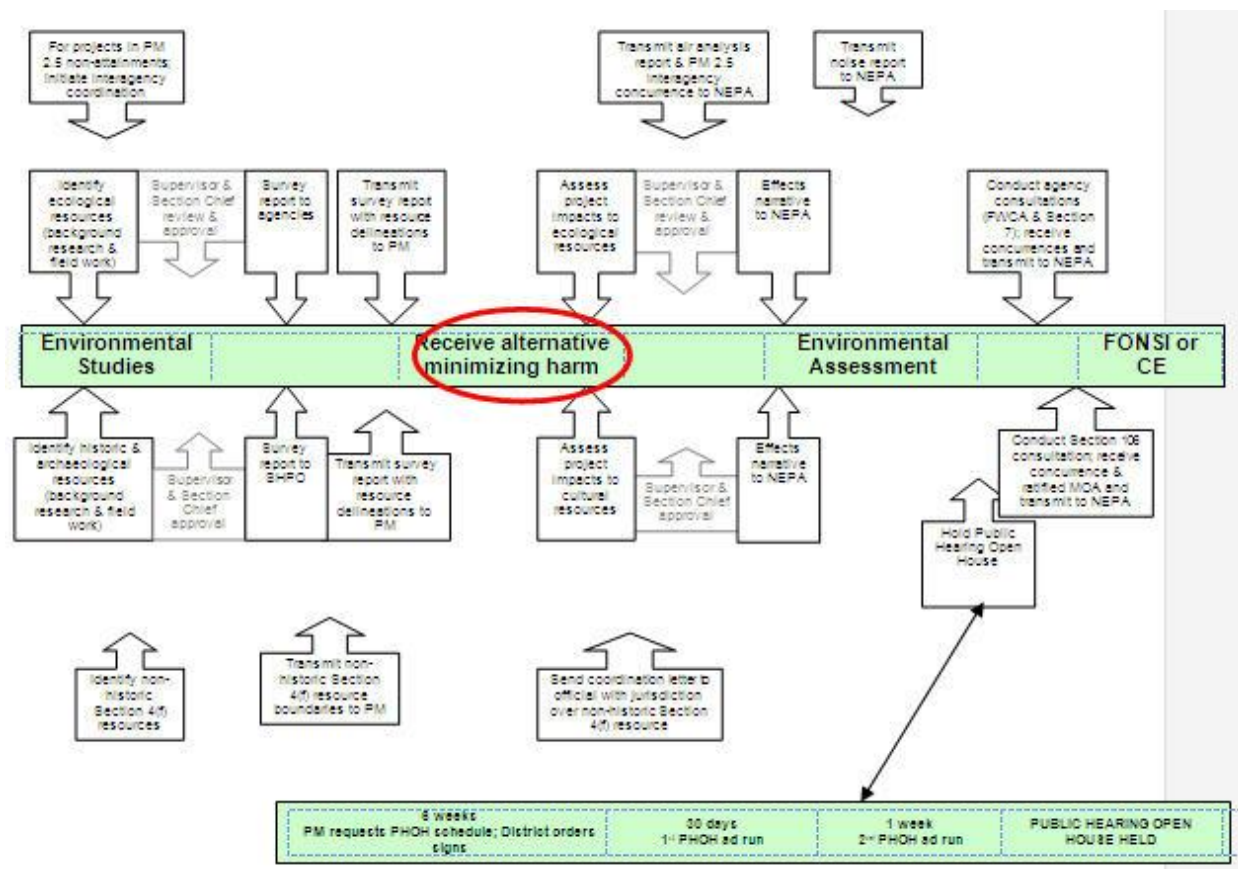 For projects in PM
2.5 non-attainments;
initiate interagency
coordination
Transmit air analysis
report & PM 2.5
interagency
concurrence to NEPA
Transmit
noise report
to NEPA
Identify
ecological
resources
(background
research &
field work)
Supervisor &
Section Chief
review &
approval
Survey
report to
agencies
Transmit
survey report
with resource
delineations
to PM
Assess
project
impacts to
ecological
resources
Supervisor &
Section Chief
review &
approval
Effects
narrative
to NEPA
Conduct agency
consultations
(FWCA & Section
7); receive
concurrences and
transmit to NEPA
Environmental
Studies
Receive alternative
minimizing harm
Environmental
Assessment
FONSI or
CE
Identify historic &
archaeological
resources
(background
research & field
work)
Supervisor
& Section
Chief
approval
Survey
report to
SHPO
Transmit survey
report with
resource
delineations to
PM
Assess
project
impacts to
cultural
resources
Supervisor &
Section Chief
approval
Effects
narrative
to NEPA
Conduct Section 106
consultation; receive
concurrence &
ratified MOA and
transmit to NEPA
Hold Public
Hearing Open
House
Identify non-
historic
Section 4(f)
resources
Transmit non-
historic Section
4(f) resource
boundaries to PM
Send coordination letter to
official with jurisdiction
over non-historic Section
4(f) resource
6 weeks
PM requests PHOH schedule; District orders
signs
30 days
1st PHOH ad run
1 week
2nd PHOH ad run
PUBLIC HEARING OPEN
HOUSE HELD